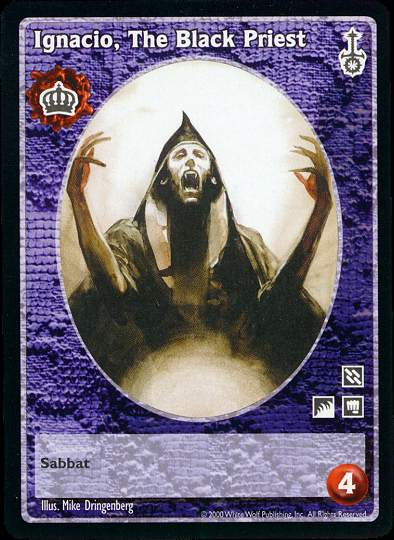 Ignacio, The Black Priest
Sabbat
4
Illus. Mike Dringenberg
© 2000 White Wolf Publishing, Inc. All Rights Reserved.